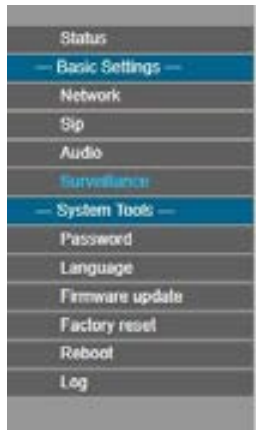 Status
— Basic Settings —
Network
Sip
Audio
Surveillance
— System Tools —
Password
Language
Firmware update
Factory reset
Reboot
Log